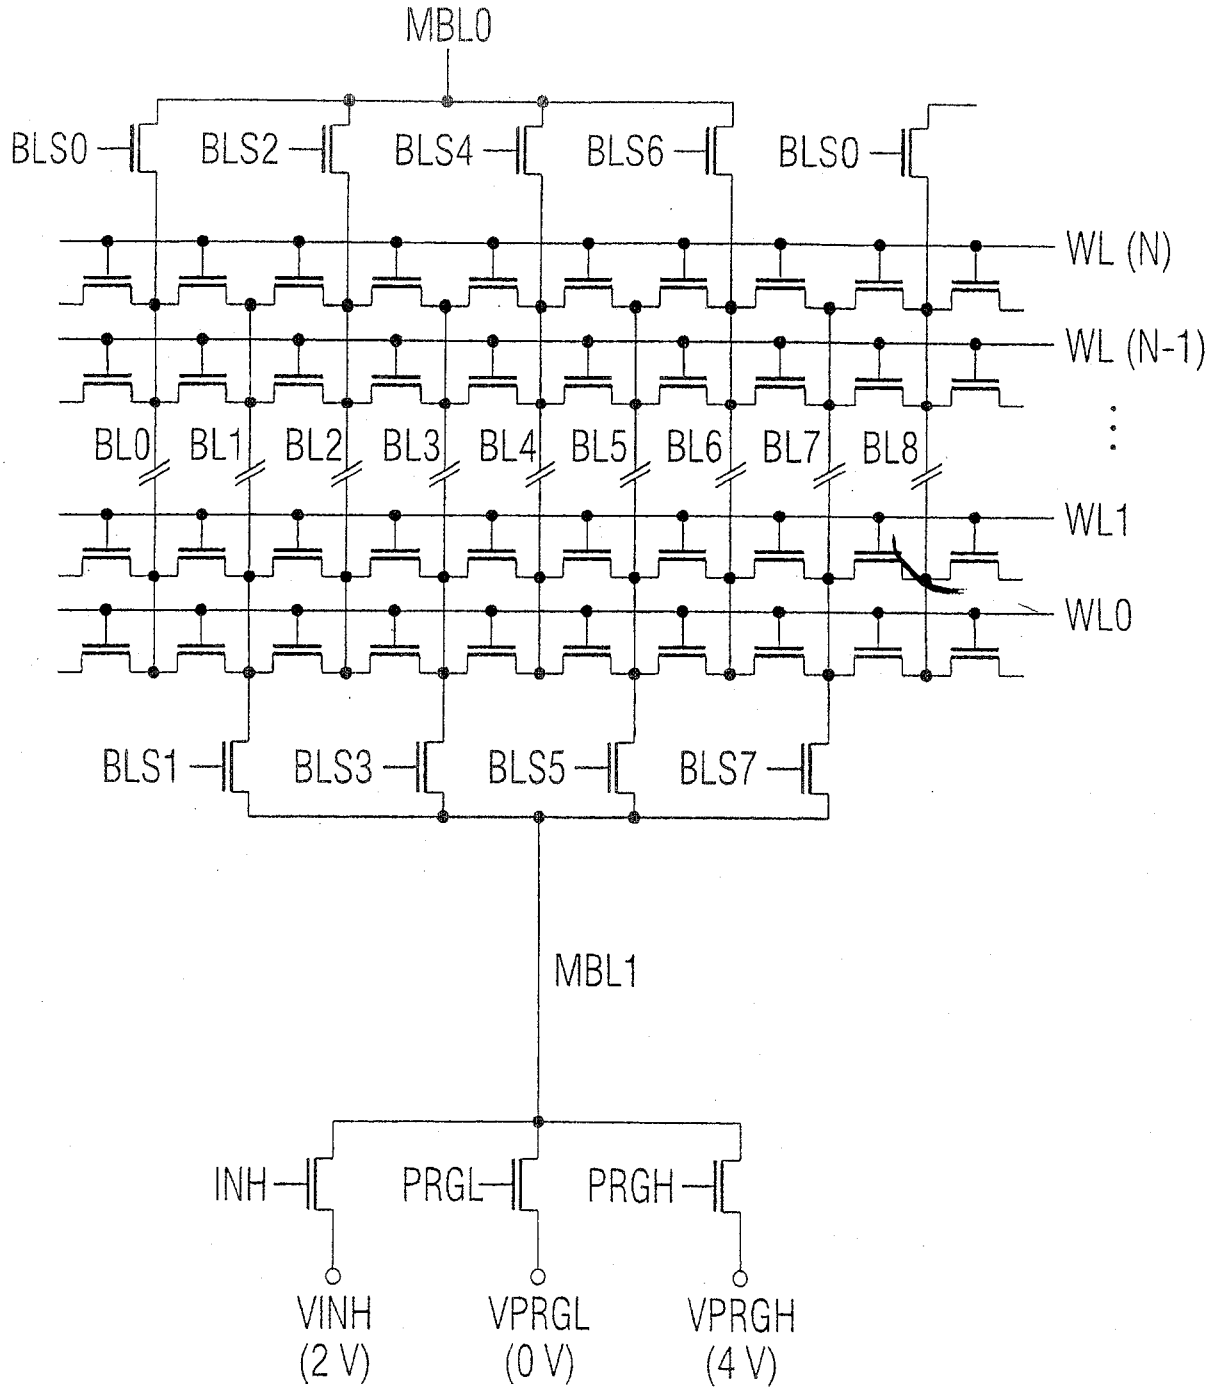 MBL0
BLS0 BLS2 BLS4 BLS6 BLS0
WL (N)
WL (N-1)
BL0 BL1 BL2 BL3 BL4 BL5 BL6 BL7 BL8
WL1
WL0
BLS1 BLS3 BLS5 BLS7
MBL1
INH PRGL PRGH
VINH VPRGL VPRGH
(2 V) (0 V) (4 V)